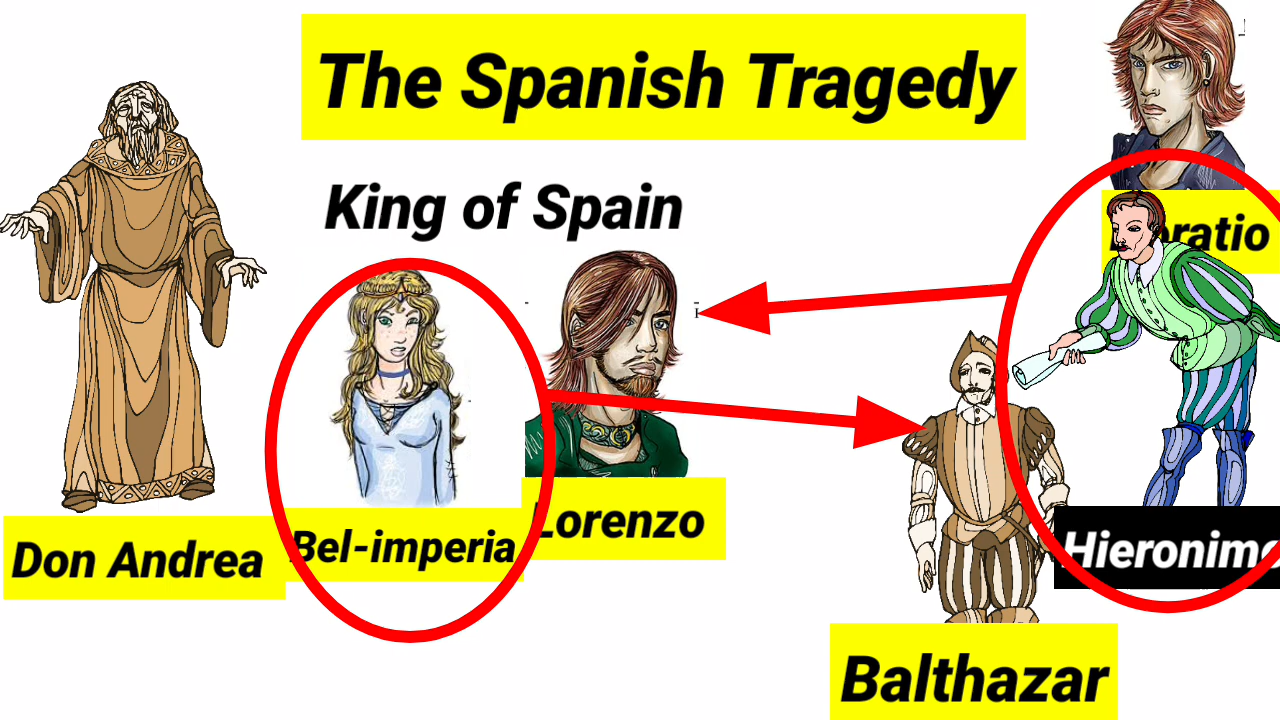 The Spanish Tragedy
King of Spain
Lorenzo
Bel-imperia
Don Andrea
Hieronimo
Balthazar